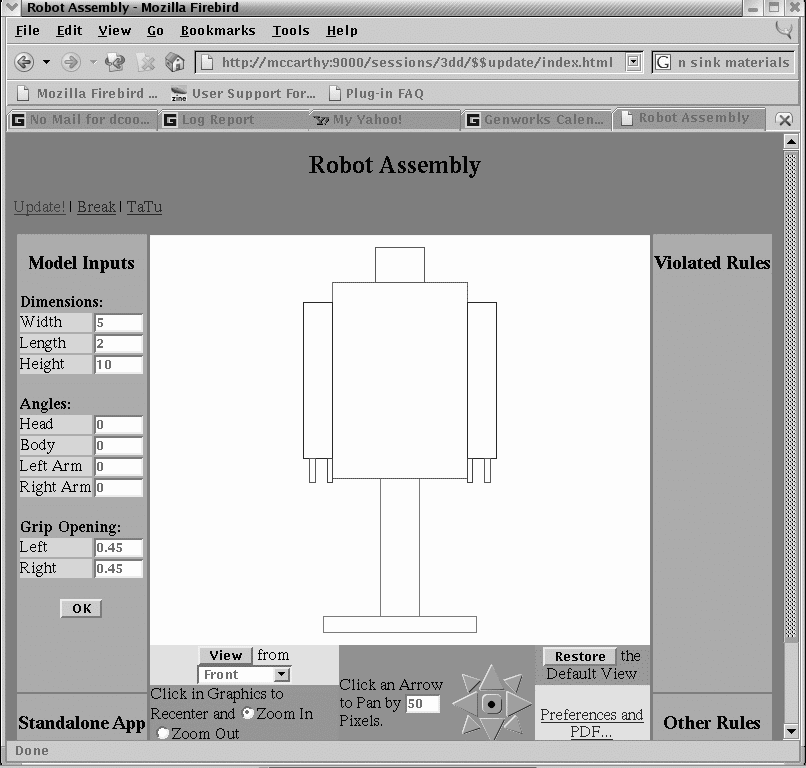 Robot Assembly - Mozilla Firebird
File Edit View Go Bookmarks Tools Help
http://mccarthy:9000/sessions/3dd/$$update/index.html G n sink materials
Mozilla Firebird ... zine User Support For... Plug-in FAQ
G No Mail for dcoo... G Log Report Y! My Yahoo! G Genworks Calen... Robot Assembly
Robot Assembly
Update! | Break | TaTu
Model Inputs
Dimensions:
Width 5
Length 2
Height 10
Angles:
Head 0
Body 0
Left Arm 0
Right Arm 0
Grip Opening:
Left 0.45
Right 0.45
OK
Standalone App
View from
Front
Click in Graphics to
Recenter and Zoom In
Zoom Out
Click an Arrow
to Pan by 50
Pixels.
Restore the
Default View
Preferences and
PDF...
Violated Rules
Other Rules
Done